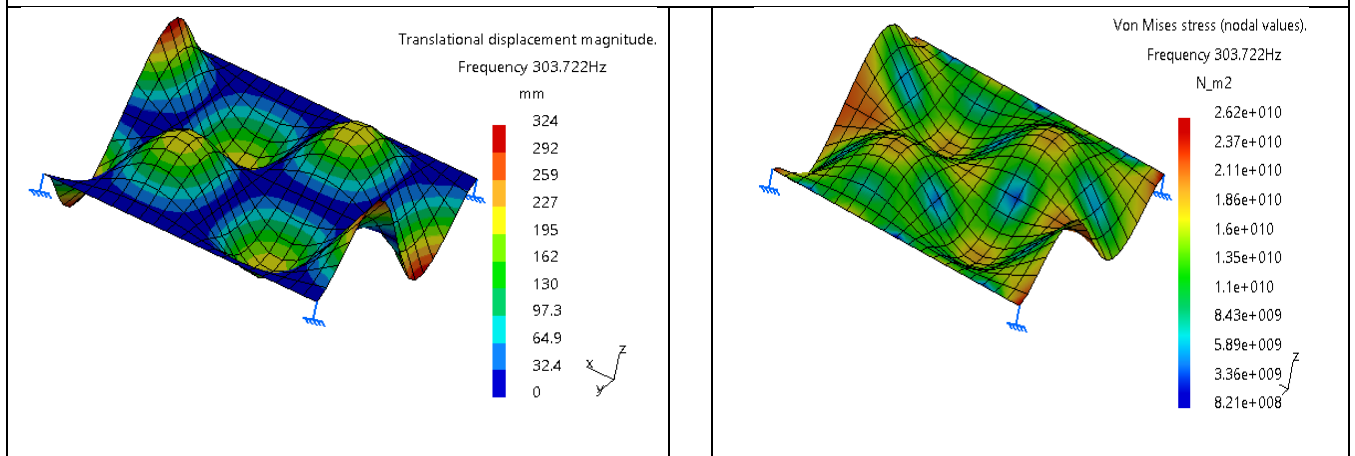 Translational displacement magnitude.
Frequency 303.722Hz
mm
324
292
259
227
195
162
130
97.3
64.9
32.4
0
x
y
z
Von Mises stress (nodal values).
Frequency 303.722Hz
N_m2
2.62e+010
2.37e+010
2.11e+010
1.86e+010
1.6e+010
1.35e+010
1.1e+010
8.43e+009
5.89e+009
3.36e+009
8.21e+008
z